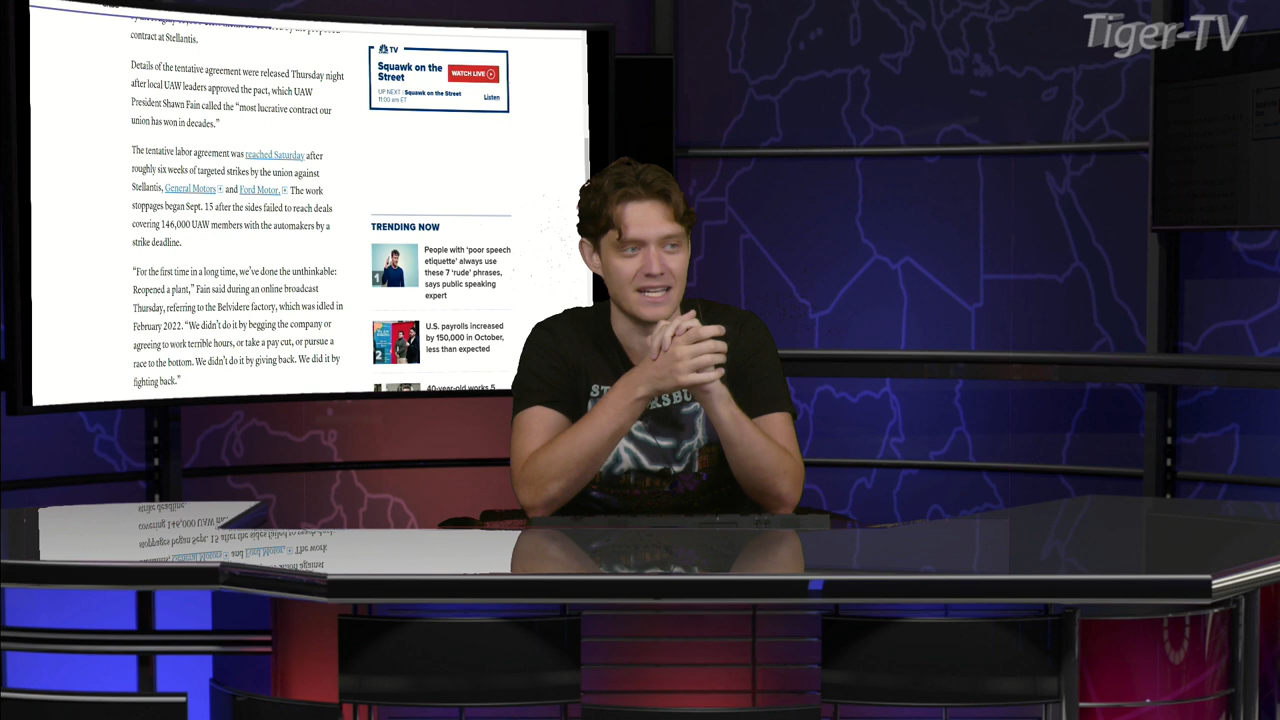 Tiger-TV
contract at Stellantis.
Details of the tentative agreement were released Thursday night
after local UAW leaders approved the pact, which UAW
President Shawn Fain called the “most lucrative contract our
union has won in decades.”
The tentative labor agreement was reached Saturday after
roughly six weeks of targeted strikes by the union against
Stellantis, General Motors and Ford Motor. The work
stoppages began Sept. 15 after the sides failed to reach deals
covering 146,000 UAW members with the automakers by a
strike deadline.
“For the first time in a long time, we’ve done the unthinkable:
Reopened a plant,” Fain said during an online broadcast
Thursday, referring to the Belvidere factory, which was idled in
February 2022. “We didn’t do it by begging the company or
agreeing to work terrible hours, or take a pay cut, or pursue a
race to the bottom. We didn’t do it by giving back. We did it by
fighting back.”
TV
Squawk on the
Street
WATCH LIVE
UP NEXT | Squawk on the Street
11:00 am ET
Listen
TRENDING NOW
1
People with ‘poor speech
etiquette’ always use
these 7 ‘rude’ phrases,
says public speaking
expert
2
U.S. payrolls increased
by 150,000 in October,
less than expected
40-year-old works 5